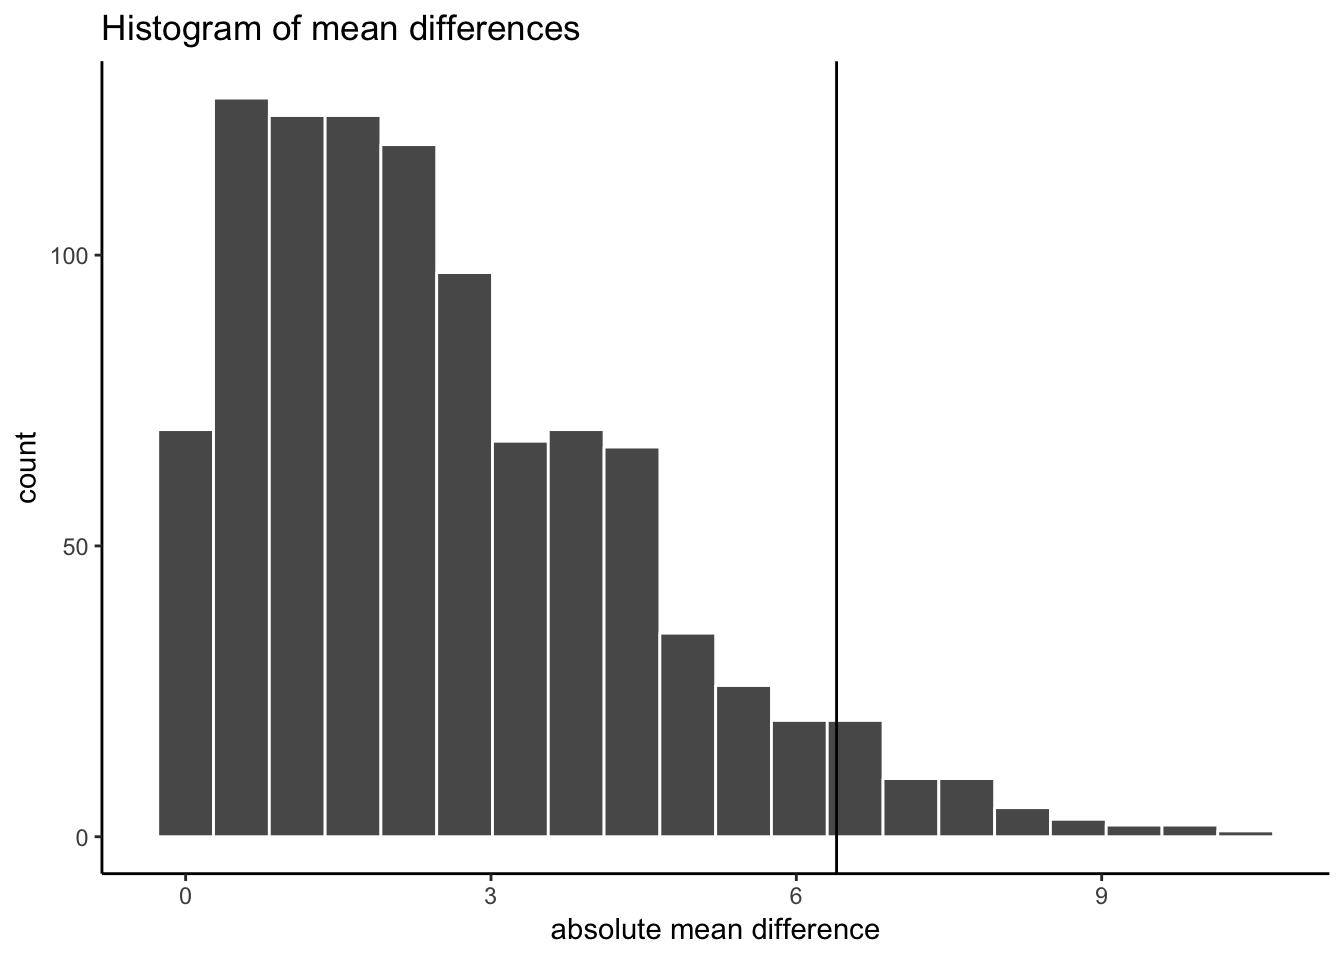 Histogram of mean differences
count
100
50
0
0 3 6 9
absolute mean difference